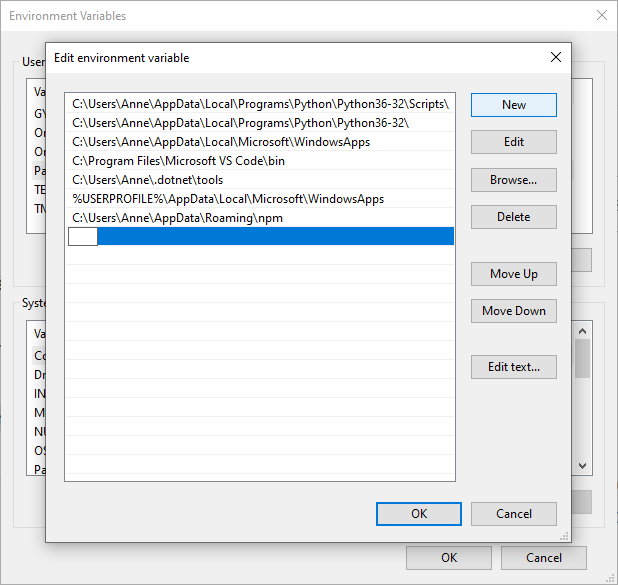 Environment Variables
Edit environment variable
User
Va
GY
On
On
Pa
TE
TM
C:\Users\Anne\AppData\Local\Programs\Python\Python36-32\Scripts\
C:\Users\Anne\AppData\Local\Programs\Python\Python36-32\
C:\Users\Anne\AppData\Local\Microsoft\WindowsApps
C:\Program Files\Microsoft VS Code\bin
C:\Users\Anne\.dotnet\tools
%USERPROFILE%\AppData\Local\Microsoft\WindowsApps
C:\Users\Anne\AppData\Roaming\npm
New
Edit
Browse...
Delete
Move Up
Move Down
Edit text...
Syste
Va
Co
Dr
IN
M
NU
OS
Pa
OK
Cancel
OK
Cancel